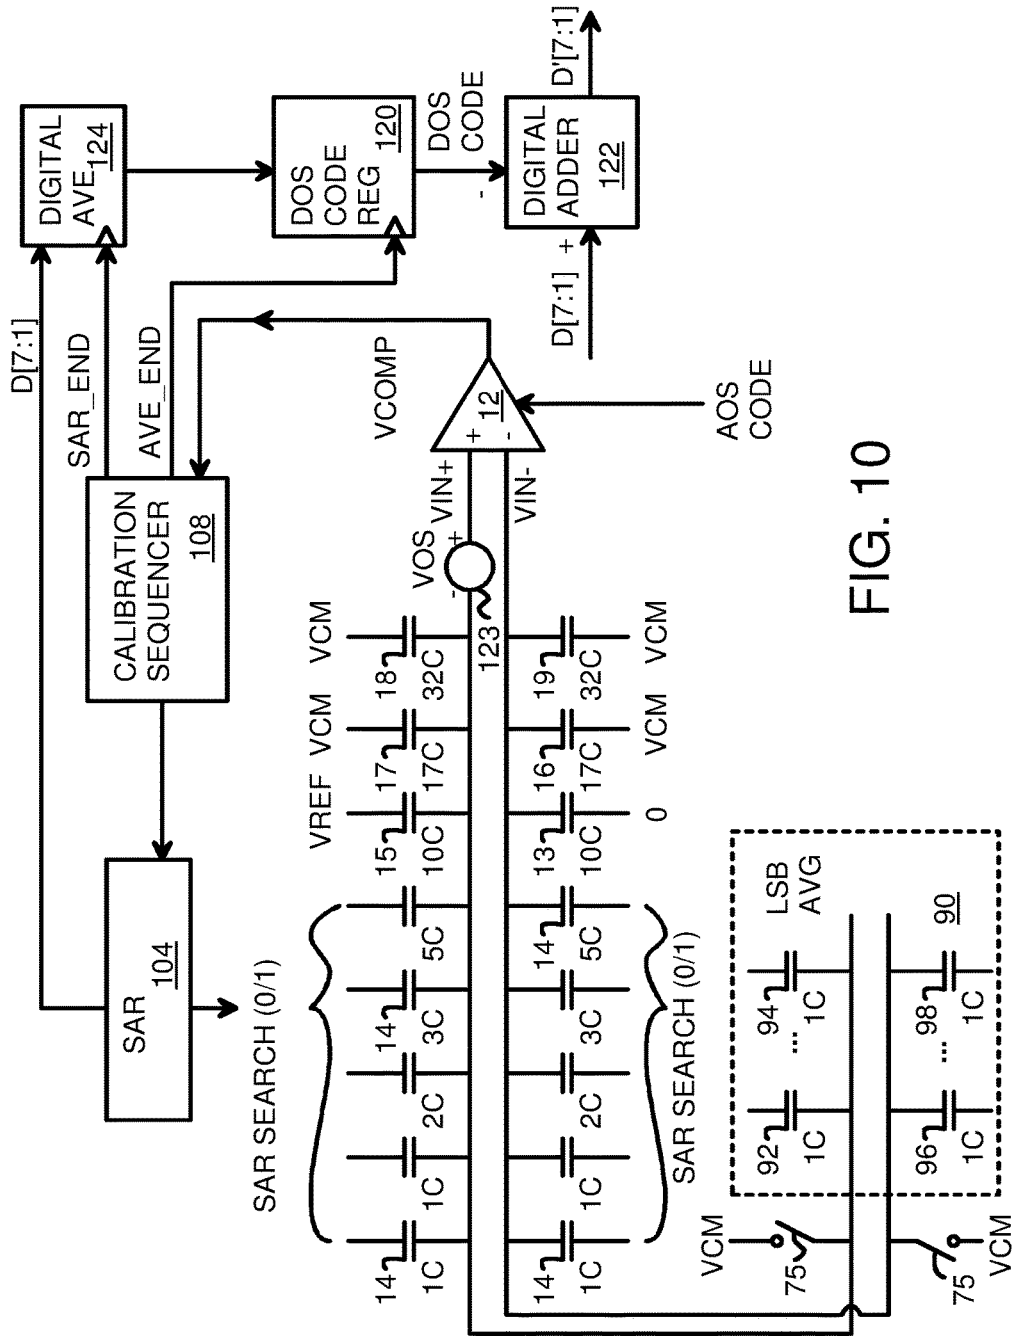 D[7:1]
SAR_END
AVE_END
DIGITAL
AVE
124
DOS
CODE
REG
120
DOS
CODE
-
DIGITAL
ADDER
122
D[7:1]
+
D'[7:1]
CALIBRATION
SEQUENCER
108
SAR
104
VCOMP
12
+
-
AOS
CODE
VIN+
VIN-
VOS
+
-
123
SAR SEARCH (0/1)
VREF
VCM
VCM
14
1C
1C
2C
14
3C
5C
15
10C
17
17C
18
32C
14
1C
1C
2C
3C
14
5C
13
10C
16
17C
19
32C
SAR SEARCH (0/1)
0
VCM
VCM
VCM
75
75
VCM
LSB
AVG
92
1C
...
94
1C
96
1C
...
98
1C
90
FIG. 10